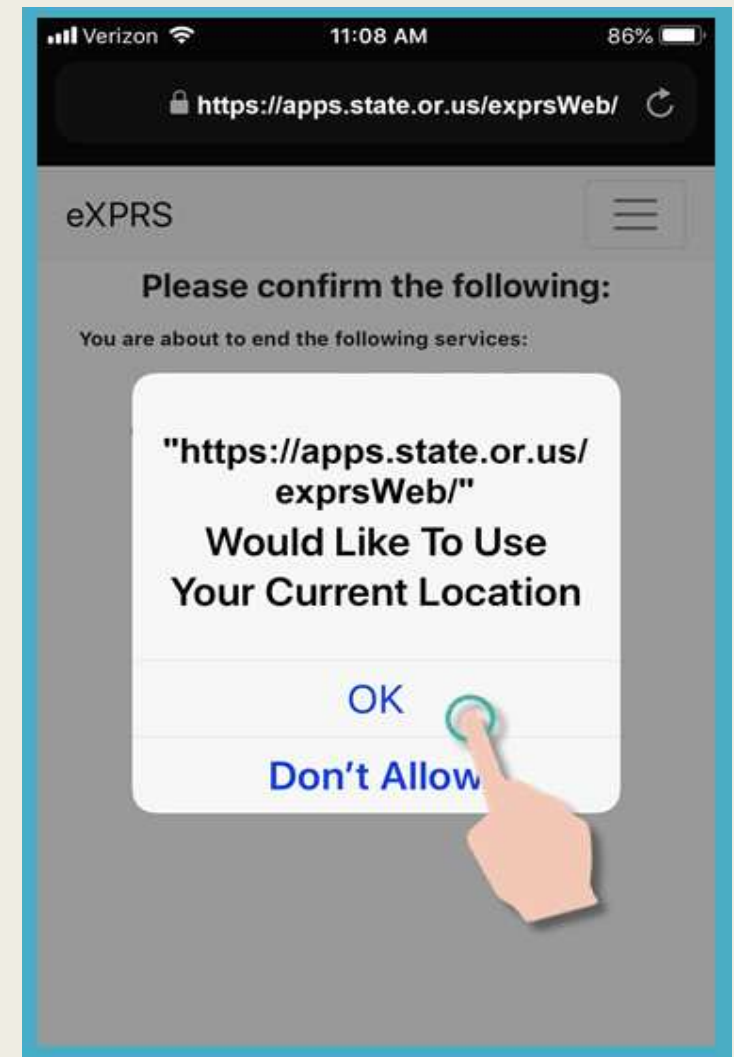 Verizon 11:08 AM 86%
https://apps.state.or.us/exprsWeb/
eXPRS
Please confirm the following:
You are about to end the following services:
"https://apps.state.or.us/
exprsWeb/"
Would Like To Use
Your Current Location
OK
Don't Allow